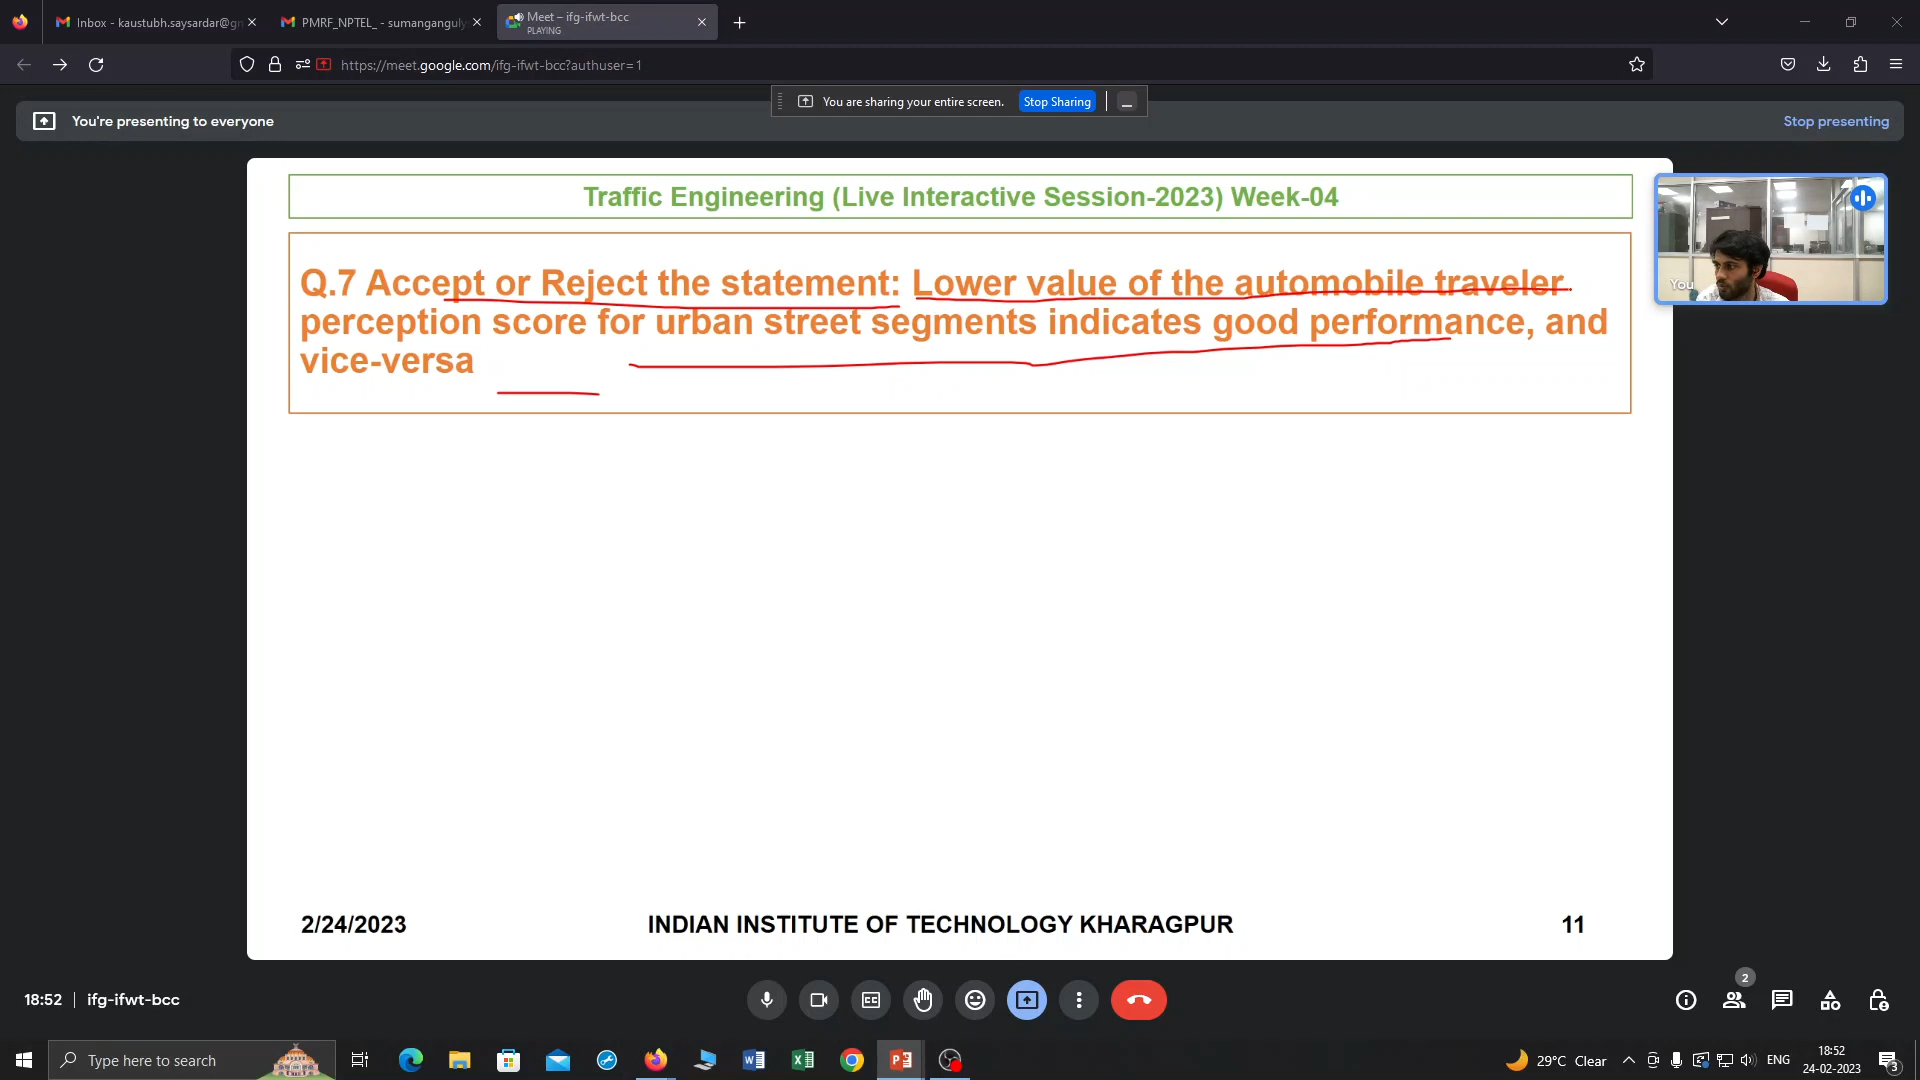 Inbox - kaustubh.saysardar@gm
PMRF_NPTEL_ - sumanganguly
Meet – ifg-ifwt-bcc
PLAYING
https://meet.google.com/ifg-ifwt-bcc?authuser=1
You are sharing your entire screen. Stop Sharing
You're presenting to everyone
Stop presenting
Traffic Engineering (Live Interactive Session-2023) Week-04
Q.7 Accept or Reject the statement: Lower value of the automobile traveler
perception score for urban street segments indicates good performance, and
vice-versa
You
2/24/2023 INDIAN INSTITUTE OF TECHNOLOGY KHARAGPUR 11
18:52 | ifg-ifwt-bcc
2
Type here to search
29°C Clear
ENG
18:52
24-02-2023
3